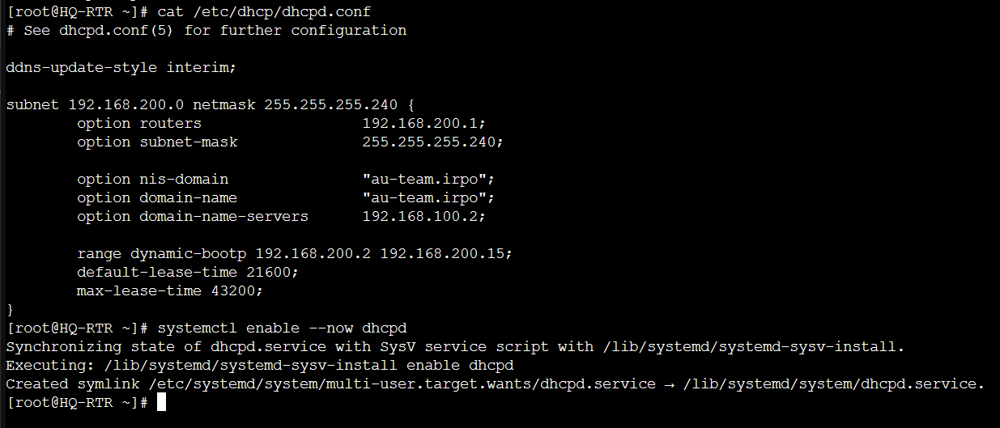 [root@HQ-RTR ~]# cat /etc/dhcp/dhcpd.conf
# See dhcpd.conf(5) for further configuration
ddns-update-style interim;
subnet 192.168.200.0 netmask 255.255.255.240 {
option routers 192.168.200.1;
option subnet-mask 255.255.255.240;
option nis-domain "au-team.irpo";
option domain-name "au-team.irpo";
option domain-name-servers 192.168.100.2;
range dynamic-bootp 192.168.200.2 192.168.200.15;
default-lease-time 21600;
max-lease-time 43200;
}
[root@HQ-RTR ~]# systemctl enable --now dhcpd
Synchronizing state of dhcpd.service with SysV service script with /lib/systemd/systemd-sysv-install.
Executing: /lib/systemd/systemd-sysv-install enable dhcpd
Created symlink /etc/systemd/system/multi-user.target.wants/dhcpd.service → /lib/systemd/system/dhcpd.service.
[root@HQ-RTR ~]#